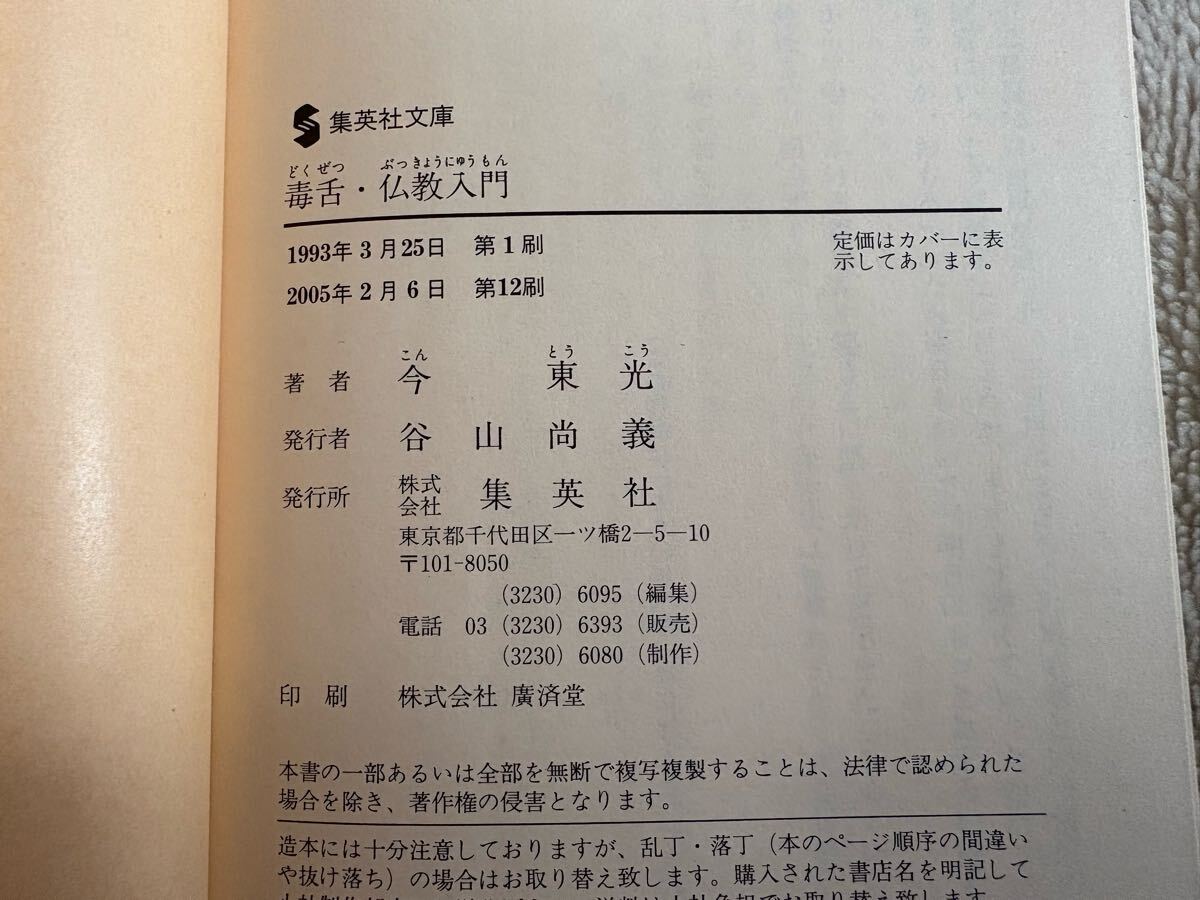 集英社文庫
どくぜつ ぶっきょうにゅうもん
毒舌・仏教入門
1993年3月25日 第1刷
2005年2月6日 第12刷
定価はカバーに表
示してあります。
こん とう こう
著者 今 東光
発行者 谷山尚義
発行所 株式会社 集英社
東京都千代田区一ツ橋2―5―10
〒101-8050
(3230) 6095 (編集)
電話 03 (3230) 6393 (販売)
(3230) 6080 (制作)
印刷 株式会社 廣済堂
本書の一部あるいは全部を無断で複写複製することは、法律で認められた
場合を除き、著作権の侵害となります。
造本には十分注意しておりますが、乱丁・落丁(本のページ順序の間違い
や抜け落ち)の場合はお取り替え致します。購入された書店名を明記して